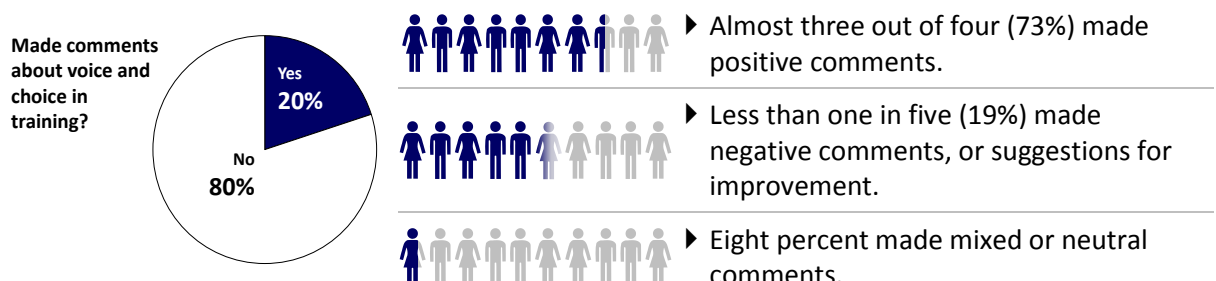 Made comments
about voice and
choice in
training?
Yes
20%
No
80%
Almost three out of four (73%) made
positive comments.
Less than one in five (19%) made
negative comments, or suggestions for
improvement.
Eight percent made mixed or neutral
comments.